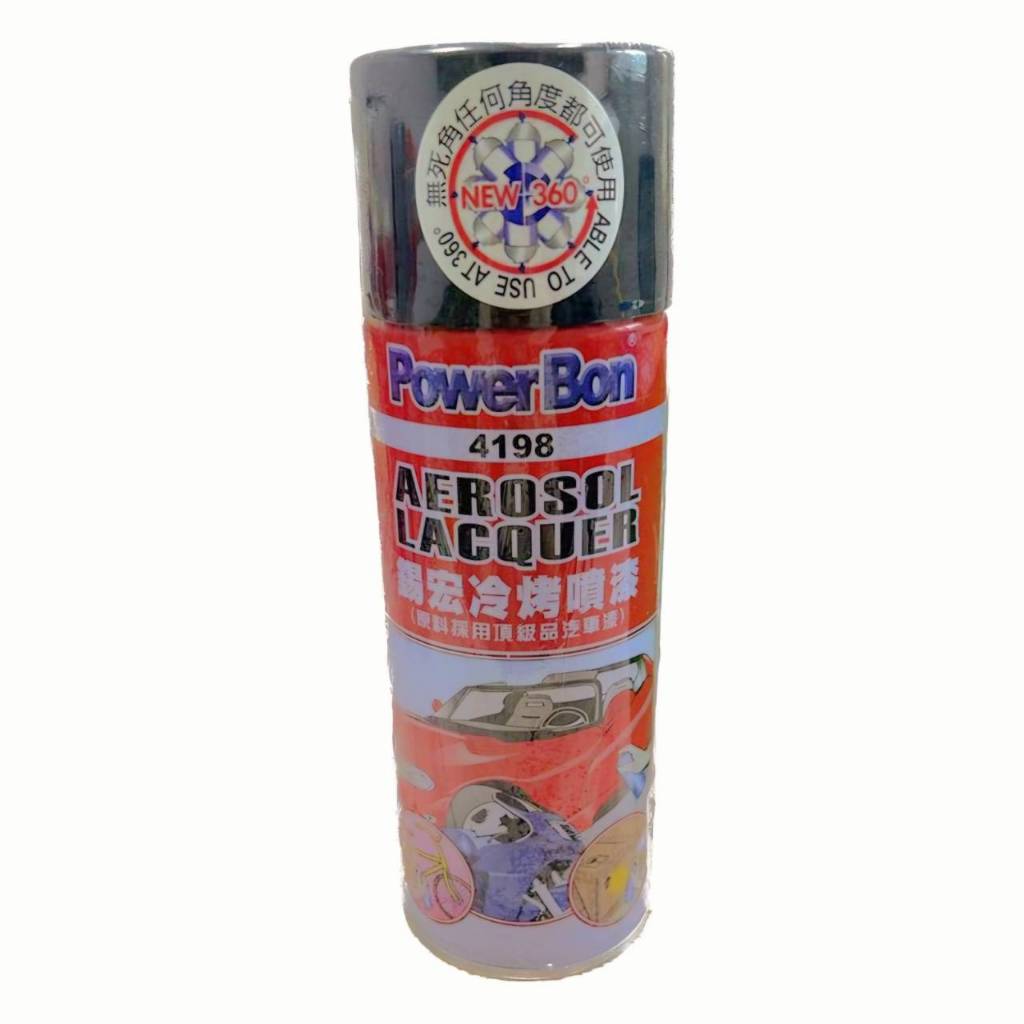 無死角任何角度都可使用 ABLE TO USE AT 360°
NEW 360°
PowerBon®
4198
AEROSOL
LACQUER
錫宏冷烤噴漆
(原料採用頂級品汽車漆)